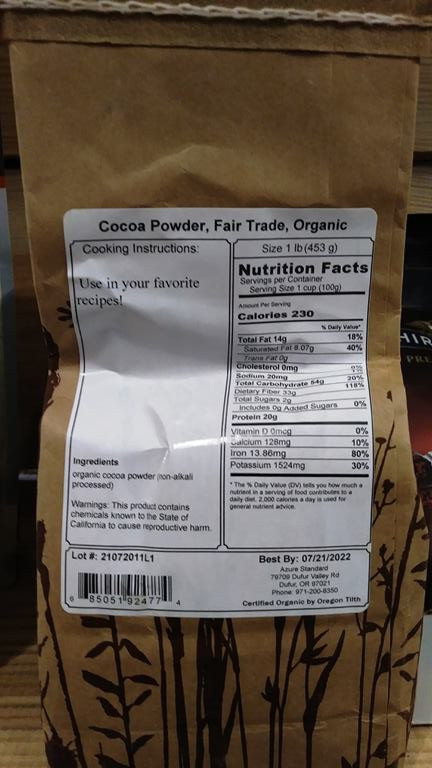 Cocoa Powder, Fair Trade, Organic
Cooking Instructions:
Use in your favorite
recipes!
Ingredients
organic cocoa powder (non-alkali
processed)
Warnings: This product contains
chemicals known to the State of
California to cause reproductive harm.
Size 1 lb (453 g)
Nutrition Facts
Servings per Container
Serving Size 1 cup (100g)
Amount Per Serving
Calories 230
% Daily Value*
Total Fat 14g 18%
Saturated Fat 8.07g 40%
Trans Fat 0g
Cholesterol 0mg 0%
Sodium 20mg
Total Carbohydrate 54g 20%
Dietary Fiber 33g 118%
Total Sugars 2g
Includes 0g Added Sugars 0%
Protein 20g
Vitamin D 0mcg 0%
Calcium 128mg 10%
Iron 13.86mg 80%
Potassium 1524mg 30%
* The % Daily Value (DV) tells you how much a
nutrient in a serving of food contributes to a
daily diet. 2,000 calories a day is used for
general nutrient advice.
Lot #: 21072011L1
6 85051 92477 4
Best By: 07/21/2022
Azure Standard
79709 Dufur Valley Rd
Dufur, OR 97021
Phone: 971-200-8350
Certified Organic by Oregon Tilth